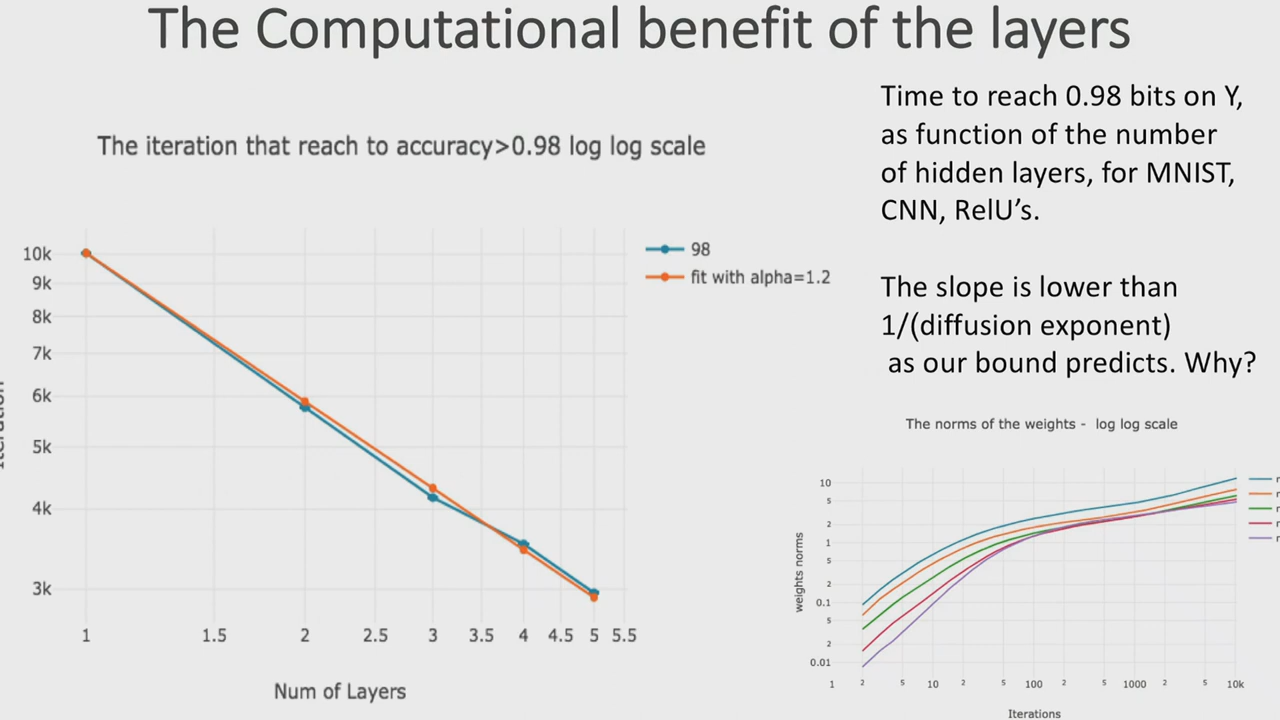 The Computational benefit of the layers
The iteration that reach to accuracy>0.98 log log scale
10k
9k
8k
7k
6k
5k
4k
3k
1
1.5
2
2.5
3
3.5
4
4.5
5
5.5
Num of Layers
98
fit with alpha=1.2
Time to reach 0.98 bits on Y,
as function of the number
of hidden layers, for MNIST,
CNN, RelU’s.
The slope is lower than
1/(diffusion exponent)
as our bound predicts. Why?
The norms of the weights - log log scale
weights norms
10
5
2
1
5
2
0.1
5
2
0.01
1
2
5
10
2
5
100
2
5
1000
2
5
10k
Iterations